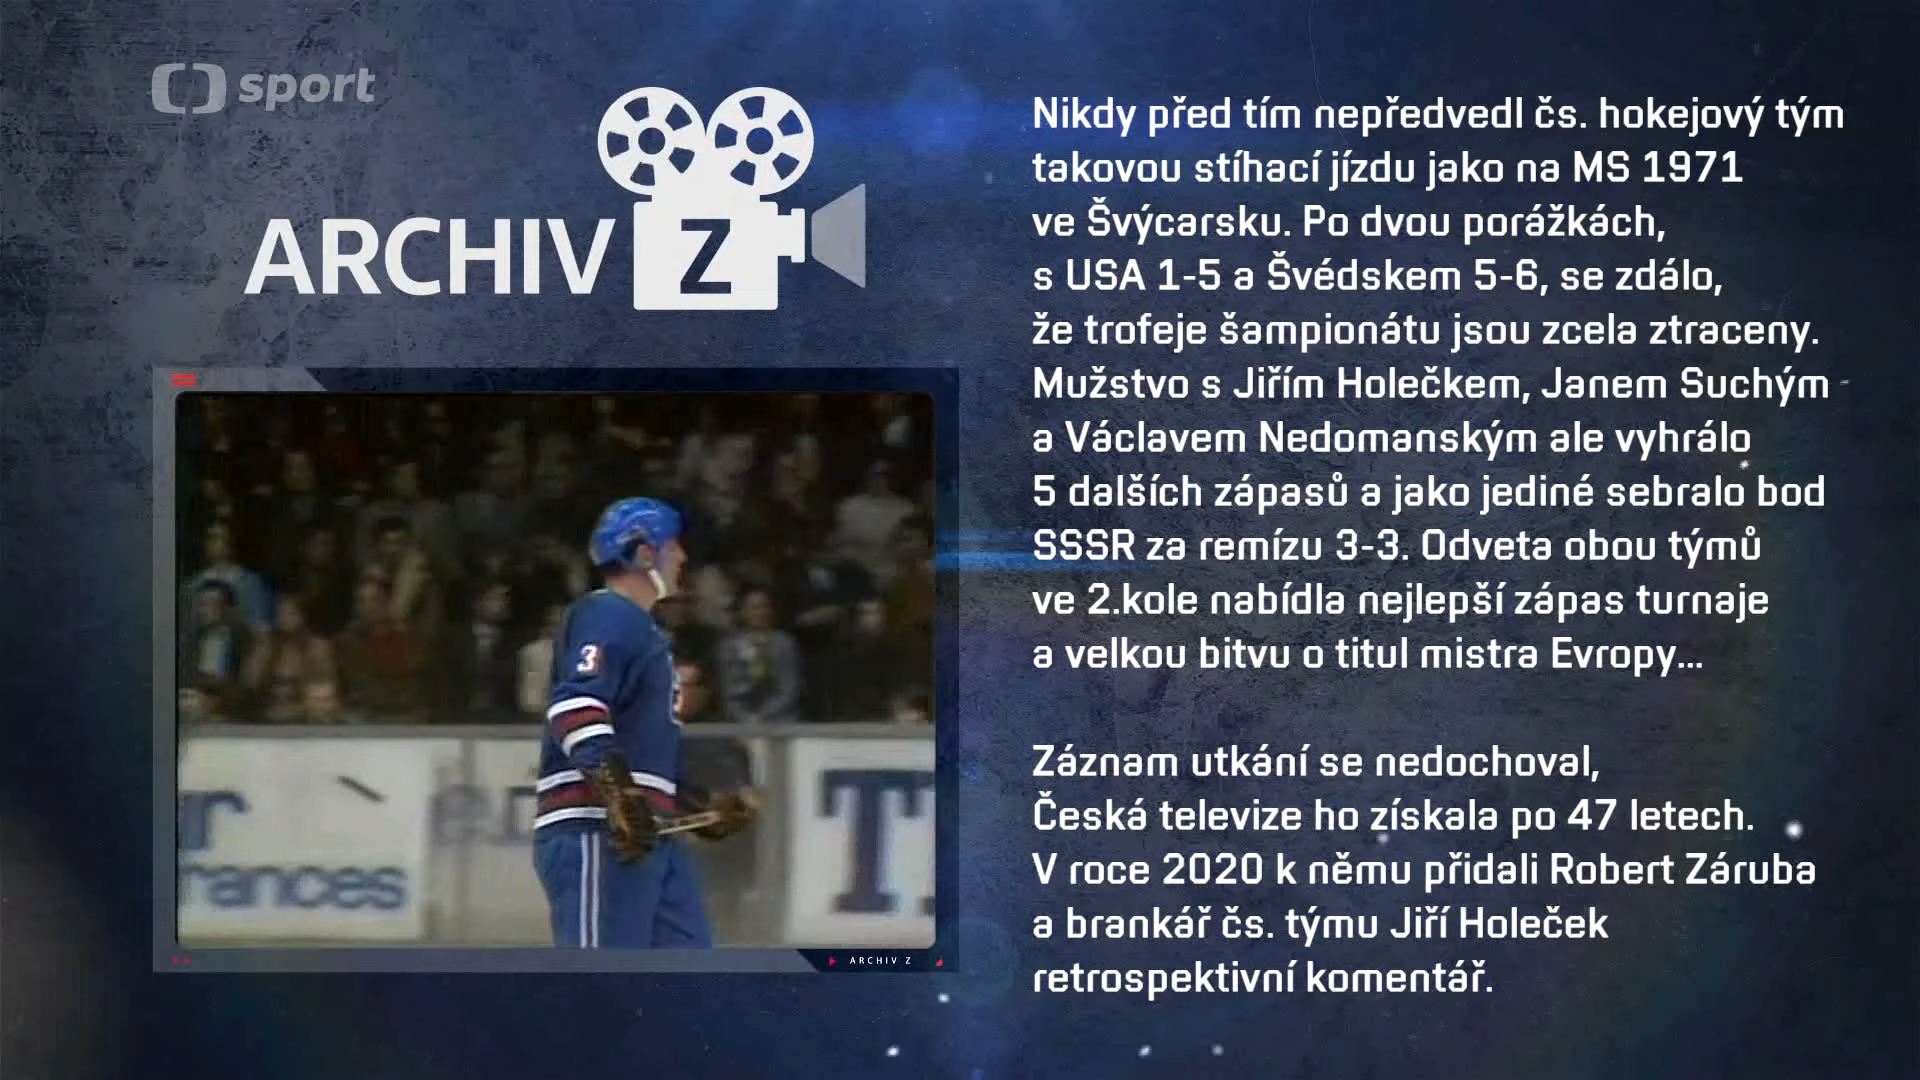 sport
ARCHIV Z
Nikdy před tím nepředvedl čs. hokejový tým
takovou stíhací jízdu jako na MS 1971
ve Švýcarsku. Po dvou porážkách,
s USA 1-5 a Švédskem 5-6, se zdálo,
že trofeje šampionátu jsou zcela ztraceny.
Mužstvo s Jiřím Holečkem, Janem Suchým
a Václavem Nedomanským ale vyhrálo
5 dalších zápasů a jako jediné sebralo bod
SSSR za remízu 3-3. Odveta obou týmů
ve 2.kole nabídla nejlepší zápas turnaje
a velkou bitvu o titul mistra Evropy...
Záznam utkání se nedochoval,
Česká televize ho získala po 47 letech.
V roce 2020 k němu přidali Robert Záruba
a brankář čs. týmu Jiří Holeček
retrospektivní komentář.
3
rances
ARCHIV Z